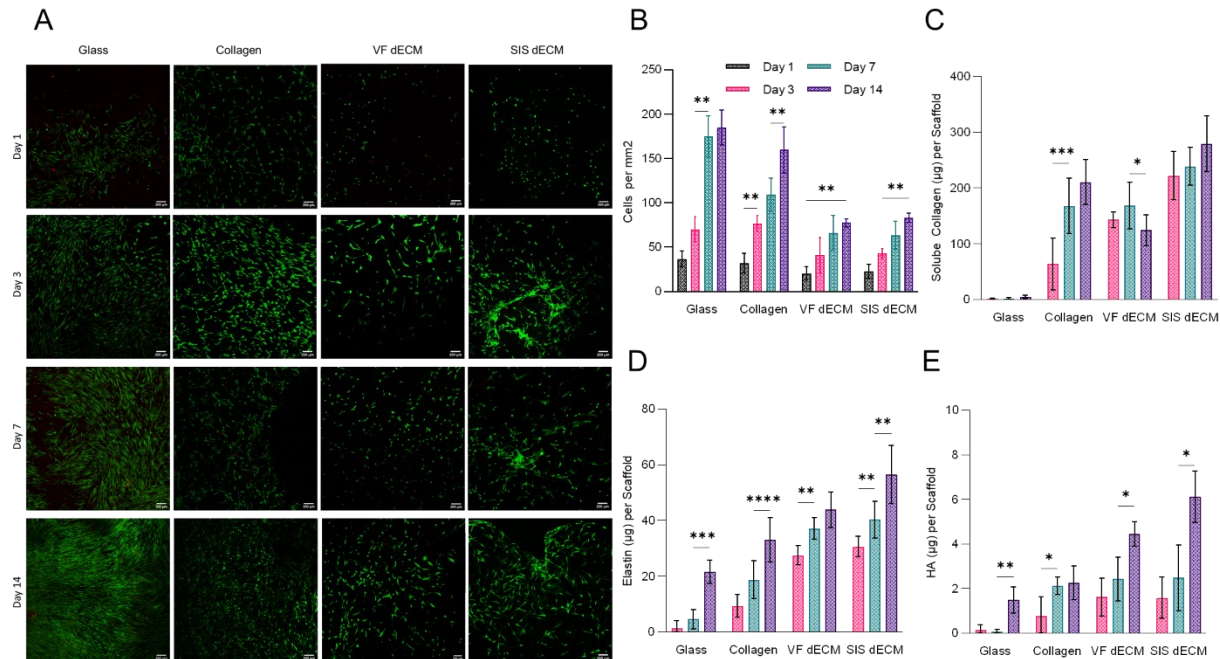 A
Glass Collagen VF dECM SIS dECM
Day 1
Day 3
Day 7
Day 14
B
Day 1 Day 7
Day 3 Day 14
Cells per mm2
250
200
150
100
50
0
** ** ** ** **
Glass Collagen VF dECM SIS dECM
C
Solube Collagen (µg) per Scaffold
400
300
200
100
0
*** *
Glass Collagen VF dECM SIS dECM
D
Elastin (µg) per Scaffold
80
60
40
20
0
*** **** ** ** **
Glass Collagen VF dECM SIS dECM
E
HA (µg) per Scaffold
10
8
6
4
2
0
** * * *
Glass Collagen VF dECM SIS dECM